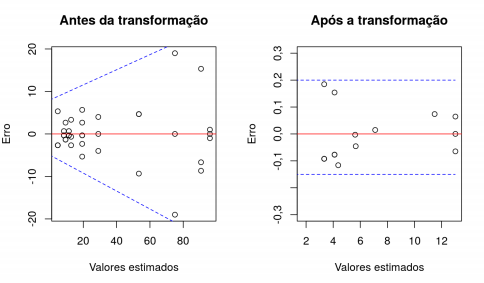 Antes da transformação
Erro
20
10
0
-10
-20
20 40 60 80
Valores estimados
Após a transformação
Erro
0,3
0,2
0,1
0,0
-0,1
-0,3
2 4 6 8 10 12
Valores estimados